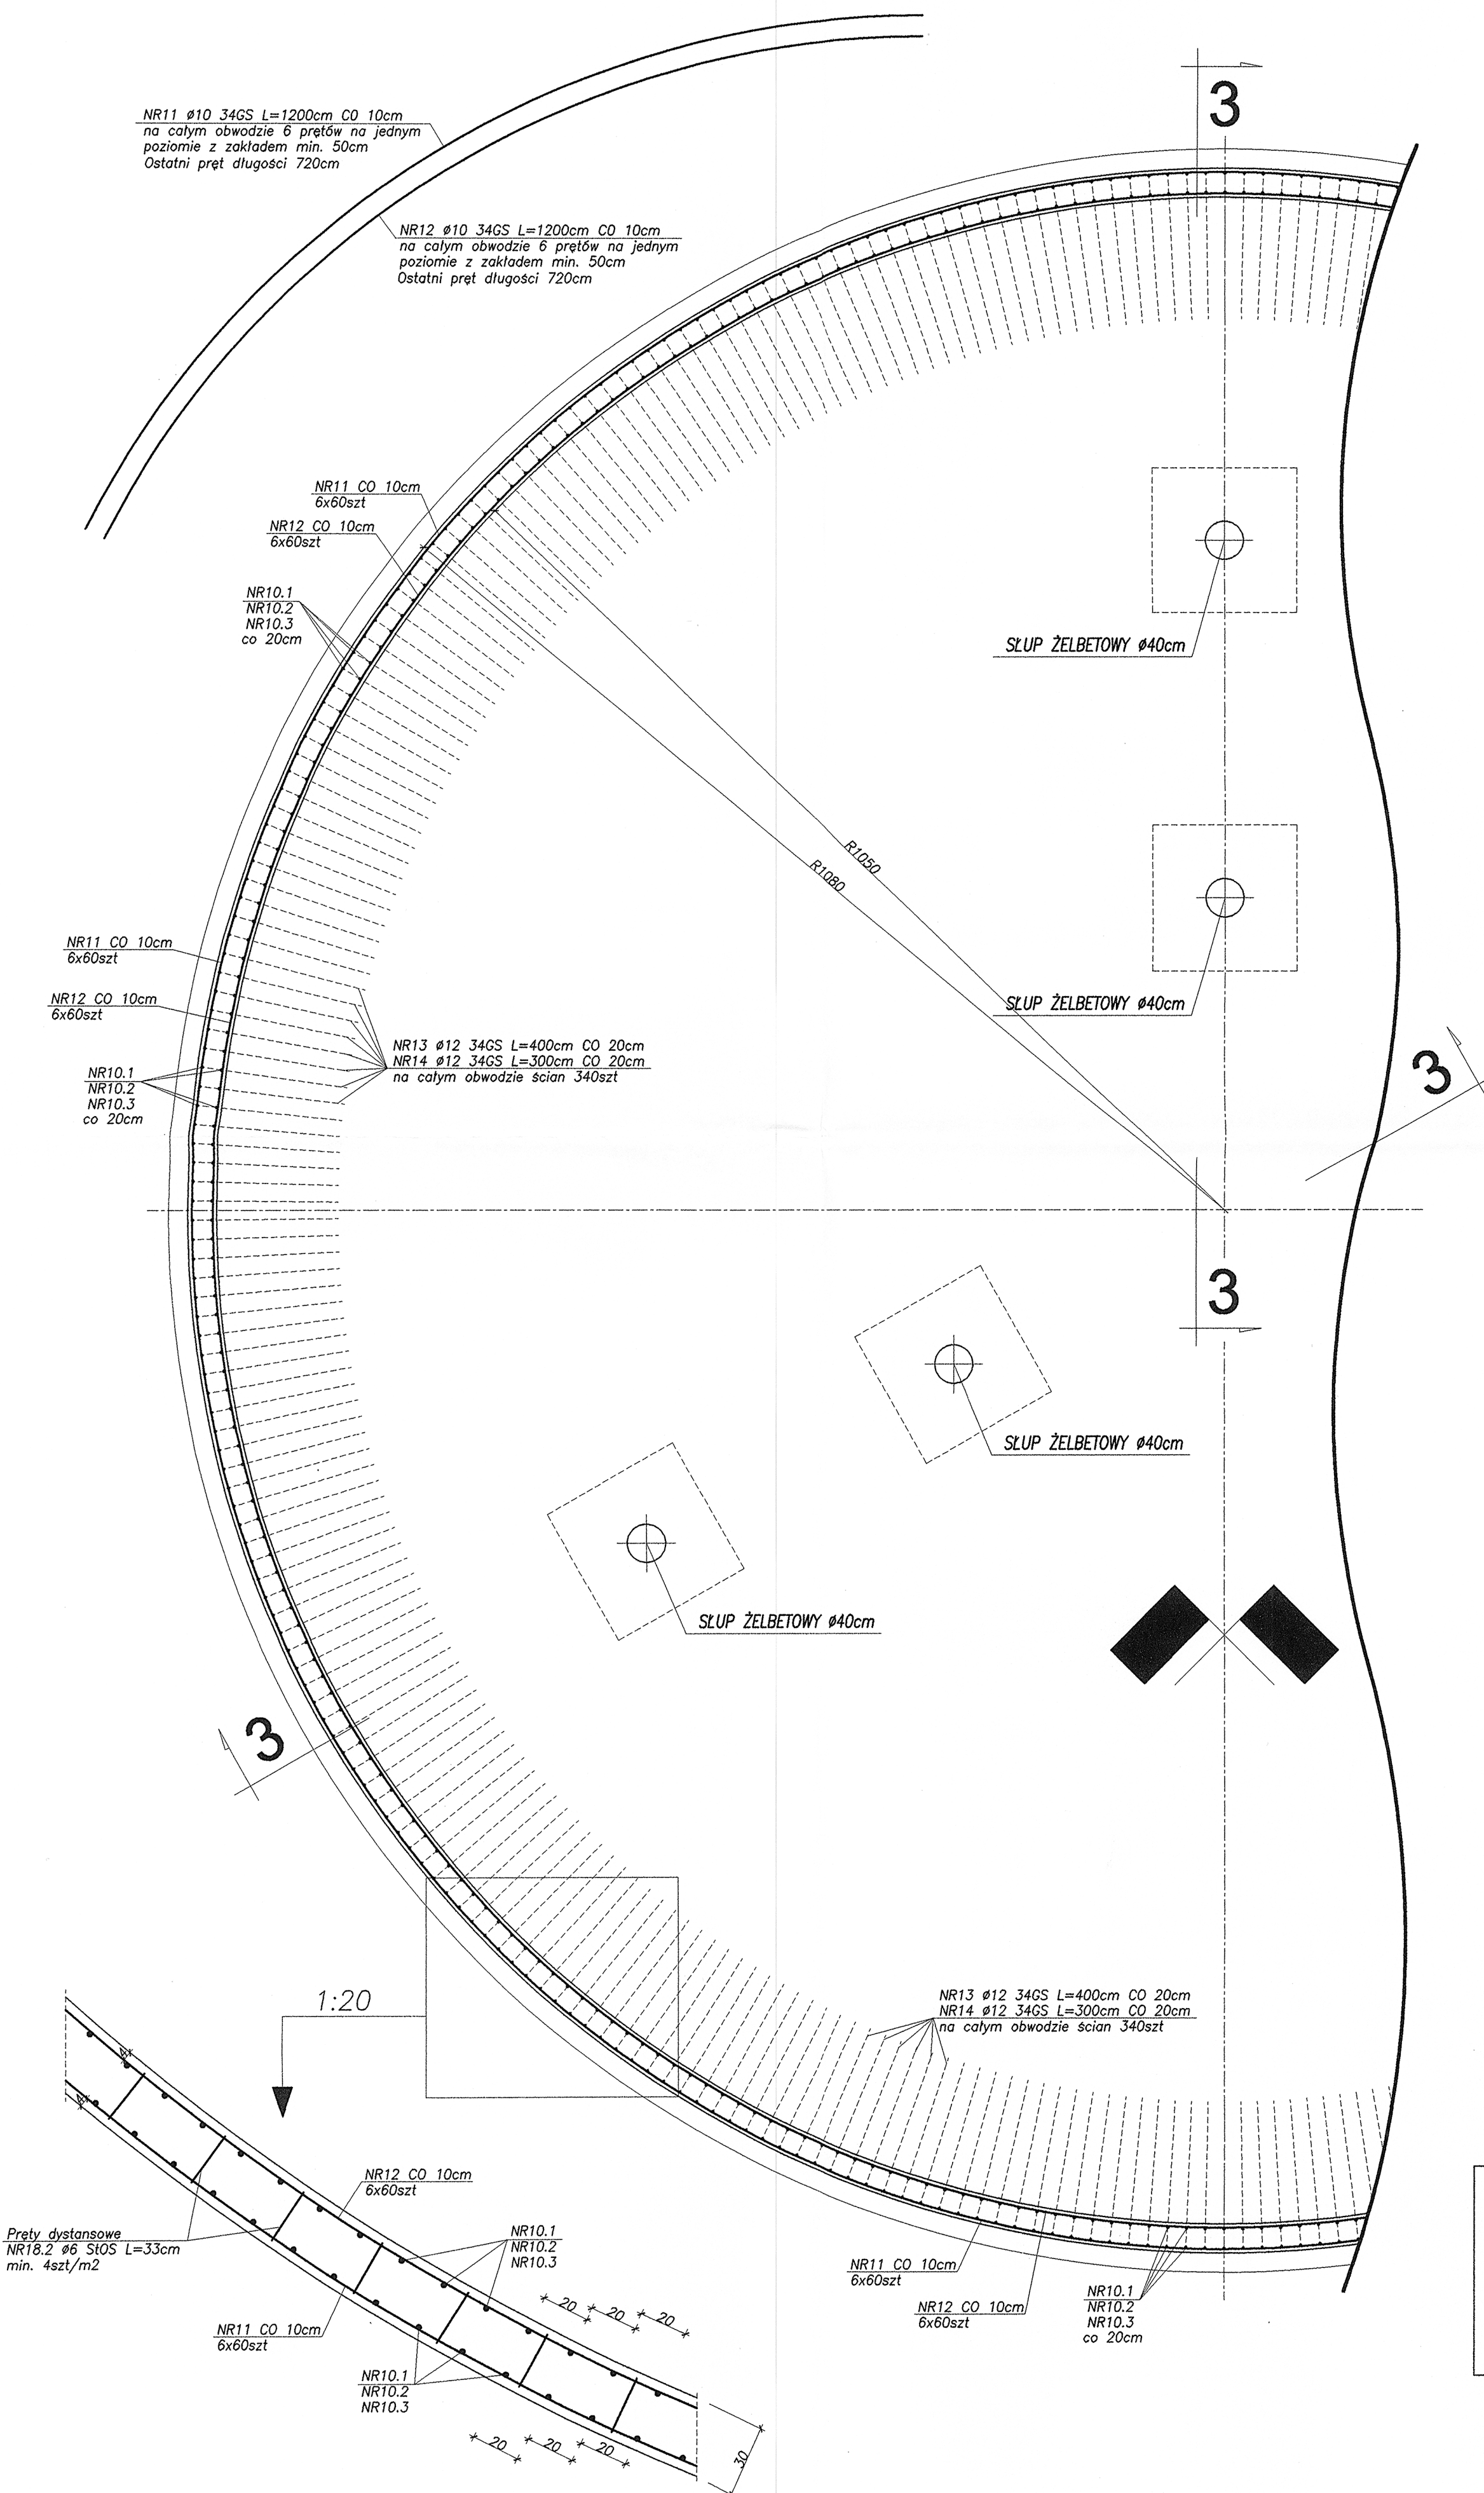 NR11 ø10 34GS L=1200cm CO 10cm
na całym obwodzie 6 prętów na jednym
poziomie z zakładem min. 50cm
Ostatni pręt długości 720cm
3
NR12 ø10 34GS L=1200cm CO 10cm
na całym obwodzie 6 prętów na jednym
poziomie z zakładem min. 50cm
Ostatni pręt długości 720cm
NR11 CO 10cm
6x60szt
NR12 CO 10cm
6x60szt
NR10.1
NR10.2
NR10.3
co 20cm
SŁUP ŻELBETOWY ø40cm
R1050
R1080
NR11 CO 10cm
6x60szt
NR12 CO 10cm
6x60szt
SŁUP ŻELBETOWY ø40cm
NR13 ø12 34GS L=400cm CO 20cm
NR14 ø12 34GS L=300cm CO 20cm
na całym obwodzie ścian 340szt
NR10.1
NR10.2
NR10.3
co 20cm
3
3
SŁUP ŻELBETOWY ø40cm
SŁUP ŻELBETOWY ø40cm
3
1:20
NR13 ø12 34GS L=400cm CO 20cm
NR14 ø12 34GS L=300cm CO 20cm
na całym obwodzie ścian 340szt
NR12 CO 10cm
6x60szt
Pręty dystansowe
NR18.2 ø6 StOS L=33cm
min. 4szt/m2
NR10.1
NR10.2
NR10.3
20
20
20
NR11 CO 10cm
6x60szt
NR10.1
NR10.2
NR10.3
20
20
20
30
NR11 CO 10cm
6x60szt
NR12 CO 10cm
6x60szt
NR10.1
NR10.2
NR10.3
co 20cm